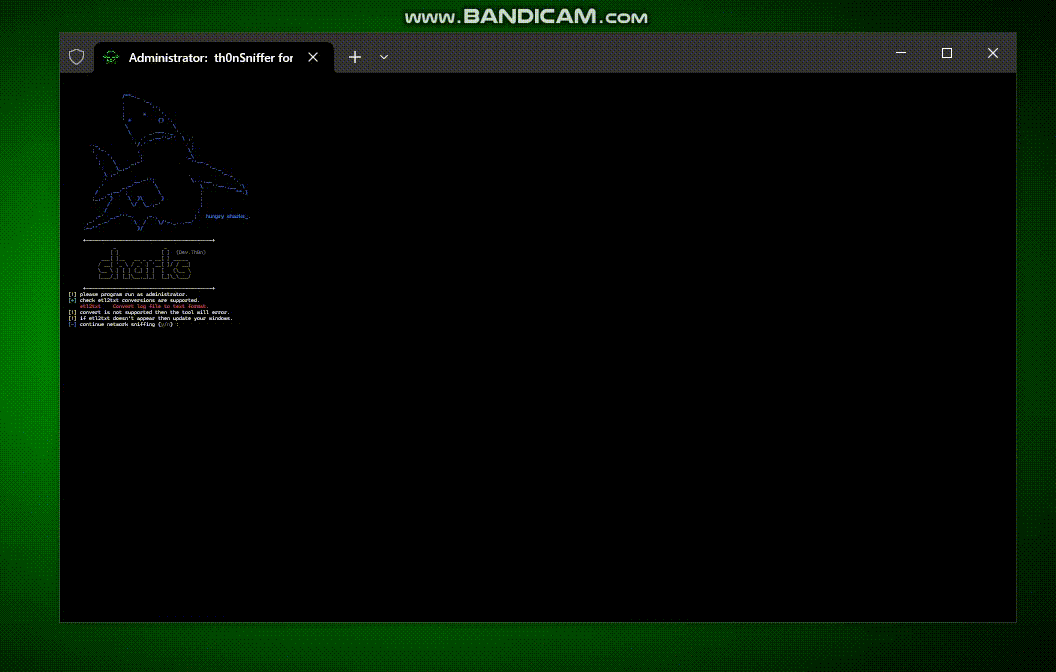 www.BANDICAM.com
Administrator: th0nSniffer for
hungry sharks_.
(Dev.Th0n)
sharks
[!] please program run as administrator.
[+] check etl2txt conversions are supported.
etl2txt Convert log file to text format.
[!] convert is not supported then the tool will error.
[!] if etl2txt doesn't appear then update your windows.
[~] continue network sniffing (y/n) :